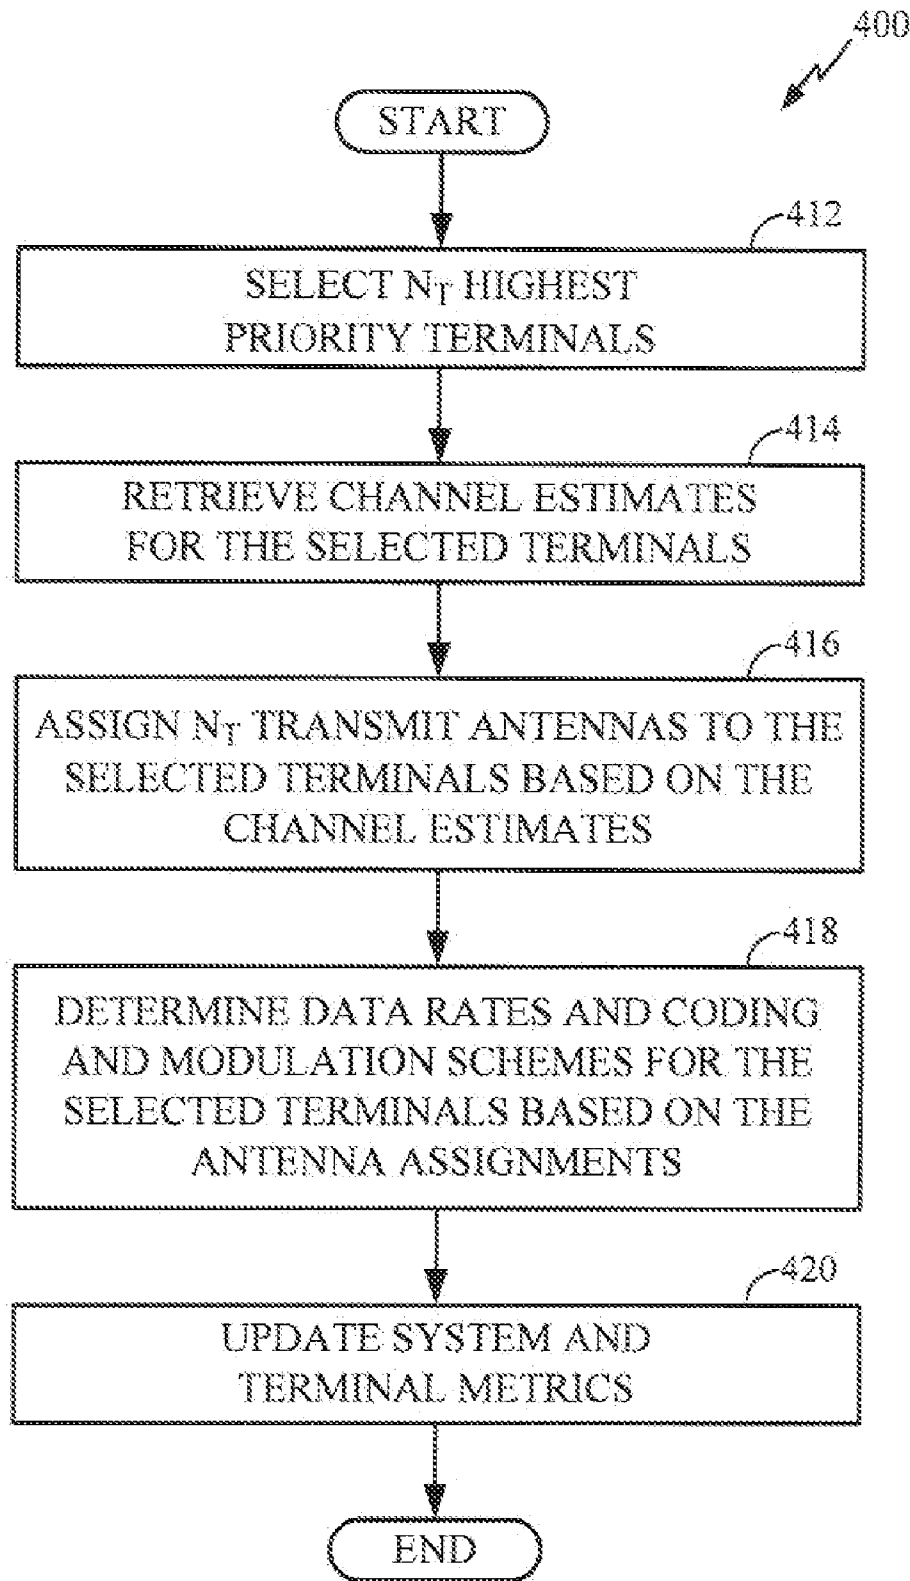 400
START
412
SELECT NT HIGHEST
PRIORITY TERMINALS
414
RETRIEVE CHANNEL ESTIMATES
FOR THE SELECTED TERMINALS
416
ASSIGN NT TRANSMIT ANTENNAS TO THE
SELECTED TERMINALS BASED ON THE
CHANNEL ESTIMATES
418
DETERMINE DATA RATES AND CODING
AND MODULATION SCHEMES FOR THE
SELECTED TERMINALS BASED ON THE
ANTENNA ASSIGNMENTS
420
UPDATE SYSTEM AND
TERMINAL METRICS
END